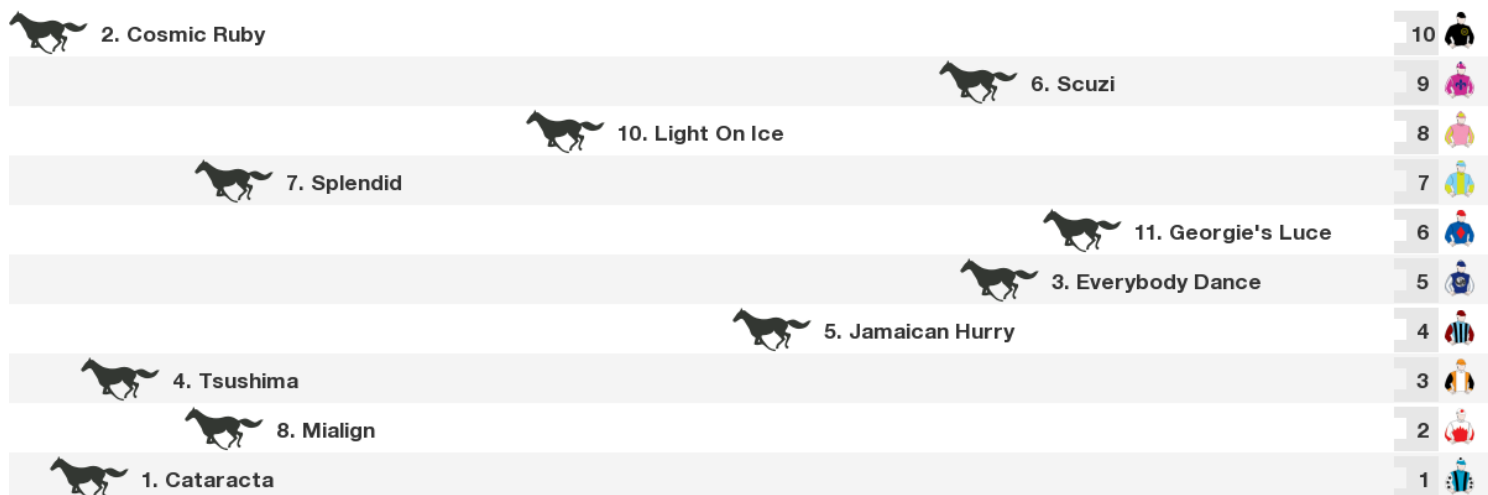 2. Cosmic Ruby 10
6. Scuzi 9
10. Light On Ice 8
7. Splendid 7
11. Georgie's Luce 6
3. Everybody Dance 5
5. Jamaican Hurry 4
4. Tsushima 3
8. Mialign 2
1. Cataracta 1